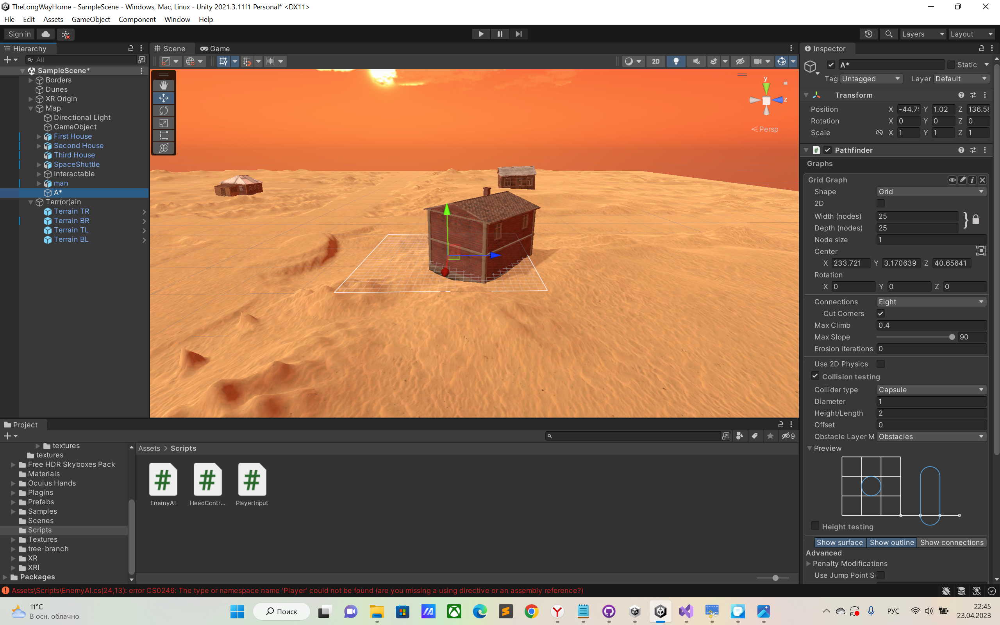 TheLongWayHome - SampleScene - Windows, Mac, Linux - Unity 2021.3.11f1 Personal* <DX11>
File Edit Assets GameObject Component Window Help
Sign in
Layers
Layout
Hierarchy
All
SampleScene*
Borders
Dunes
XR Origin
Map
Directional Light
GameObject
First House
Second House
Third House
SpaceShuttle
Interactable
man
A*
Terr(or)ain
Terrain TR
Terrain BR
Terrain TL
Terrain BL
Scene
Game
2D
y
z
Persp
Inspector
A*
Static
Tag Untagged
Layer Default
Transform
Position X -44.7 Y 1.02 Z 136.58
Rotation X 0 Y 0 Z 0
Scale X 1 Y 1 Z 1
Pathfinder
Graphs
Grid Graph
Shape Grid
2D
Width (nodes) 25
Depth (nodes) 25
Node size 1
Center
X 233.721 Y 3.170639 Z 40.65641
Rotation
X 0 Y 0 Z 0
Connections Eight
Cut Corners
Max Climb 0.4
Max Slope 90
Erosion iterations 0
Use 2D Physics
Collision testing
Collider type Capsule
Diameter 1
Height/Length 2
Offset 0
Obstacle Layer M Obstacies
Preview
Height testing
Show surface Show outline Show connections
Advanced
Penalty Modifications
Use Jump Point S
Project
9
textures
textures
Free HDR Skyboxes Pack
Materials
Oculus Hands
Plagins
Prefabs
Samples
Scenes
Scripts
Textures
tree-branch
XR
XRI
Packages
Assets > Scripts
EnemyAI
HeadContr...
PlayerInput
Assets\Scripts\EnemyAI.cs(24,13): error CS0246: The type or namespace name 'Player' could not be found (are you missing a using directive or an assembly reference?)
11°C
В осн. облачно
Поиск
РУС
22:45
23.04.2023